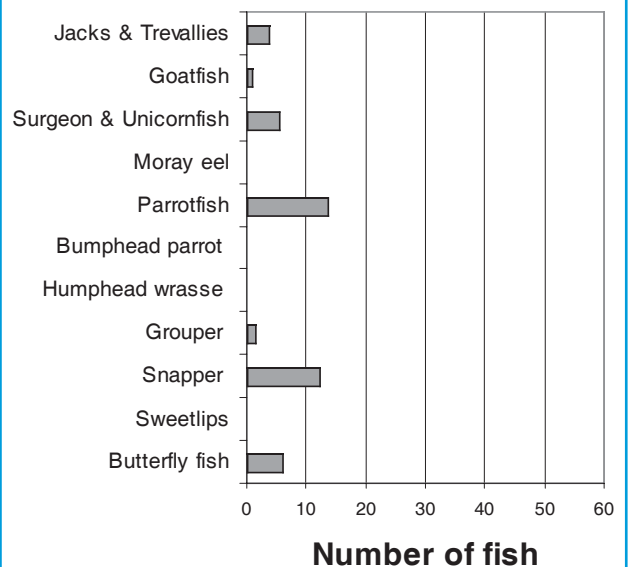 Jacks & Trevallies
Goatfish
Surgeon & Unicornfish
Moray eel
Parrotfish
Bumphead parrot
Humphead wrasse
Grouper
Snapper
Sweetlips
Butterfly fish
0 10 20 30 40 50 60
Number of fish